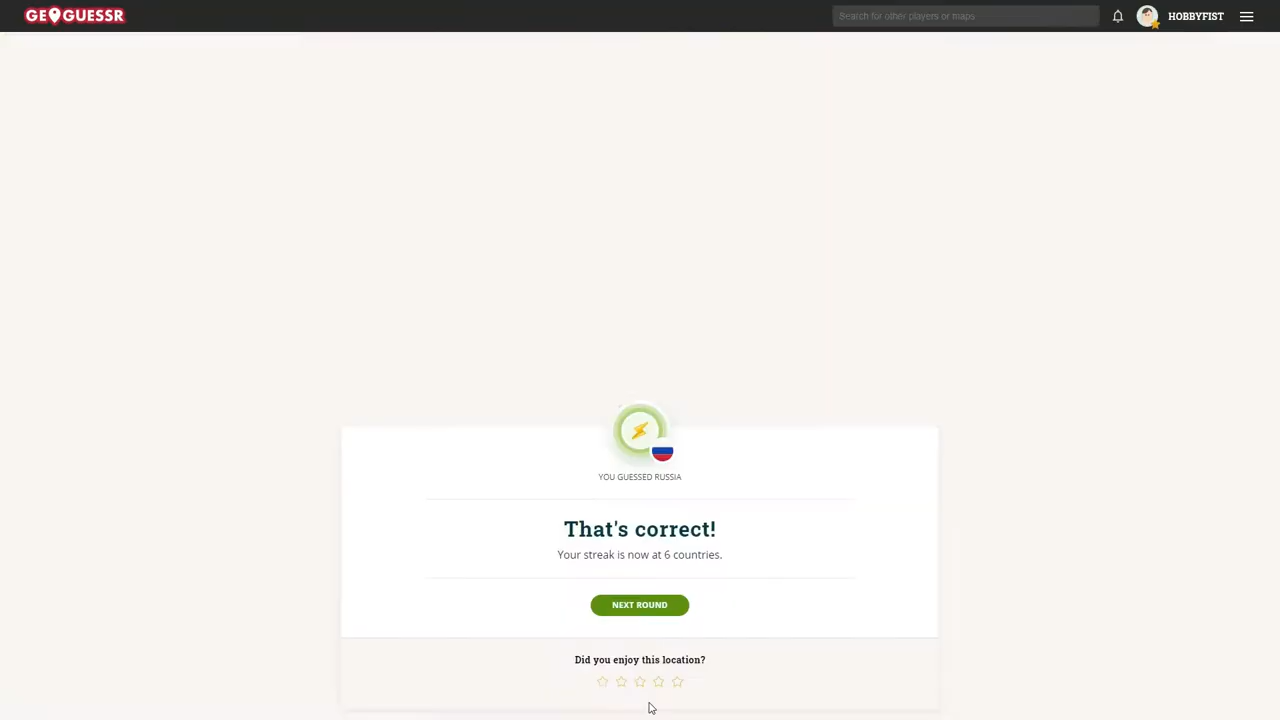 GEOGUESSR
Search for other players or maps
HOBBYFIST
YOU GUESSED RUSSIA
That's correct!
Your streak is now at 6 countries.
NEXT ROUND
Did you enjoy this location?